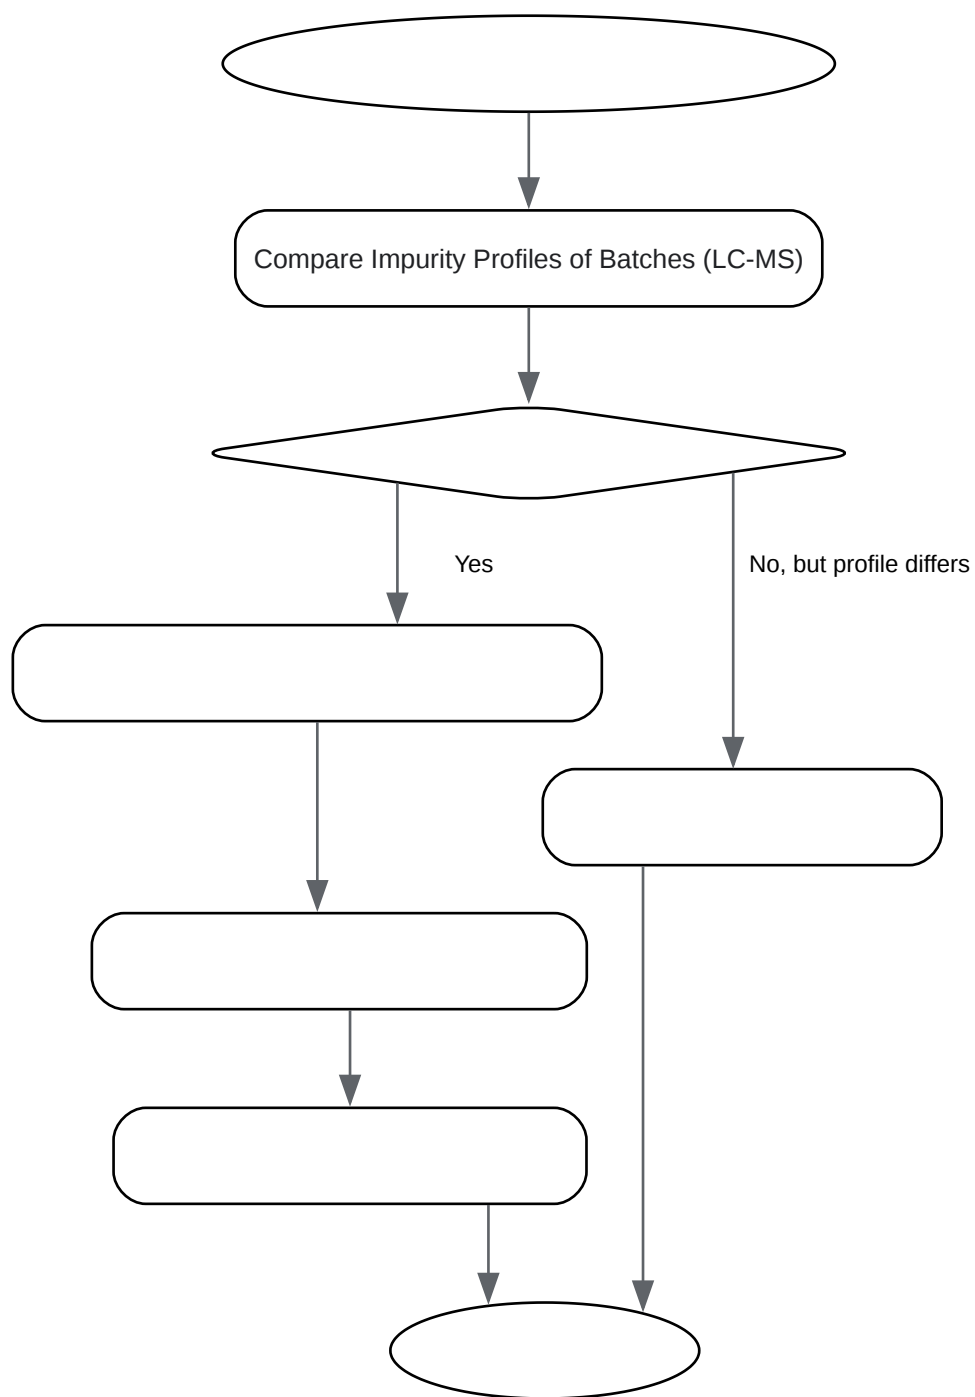 Compare Impurity Profiles of Batches (LC-MS)
Yes
No, but profile differs